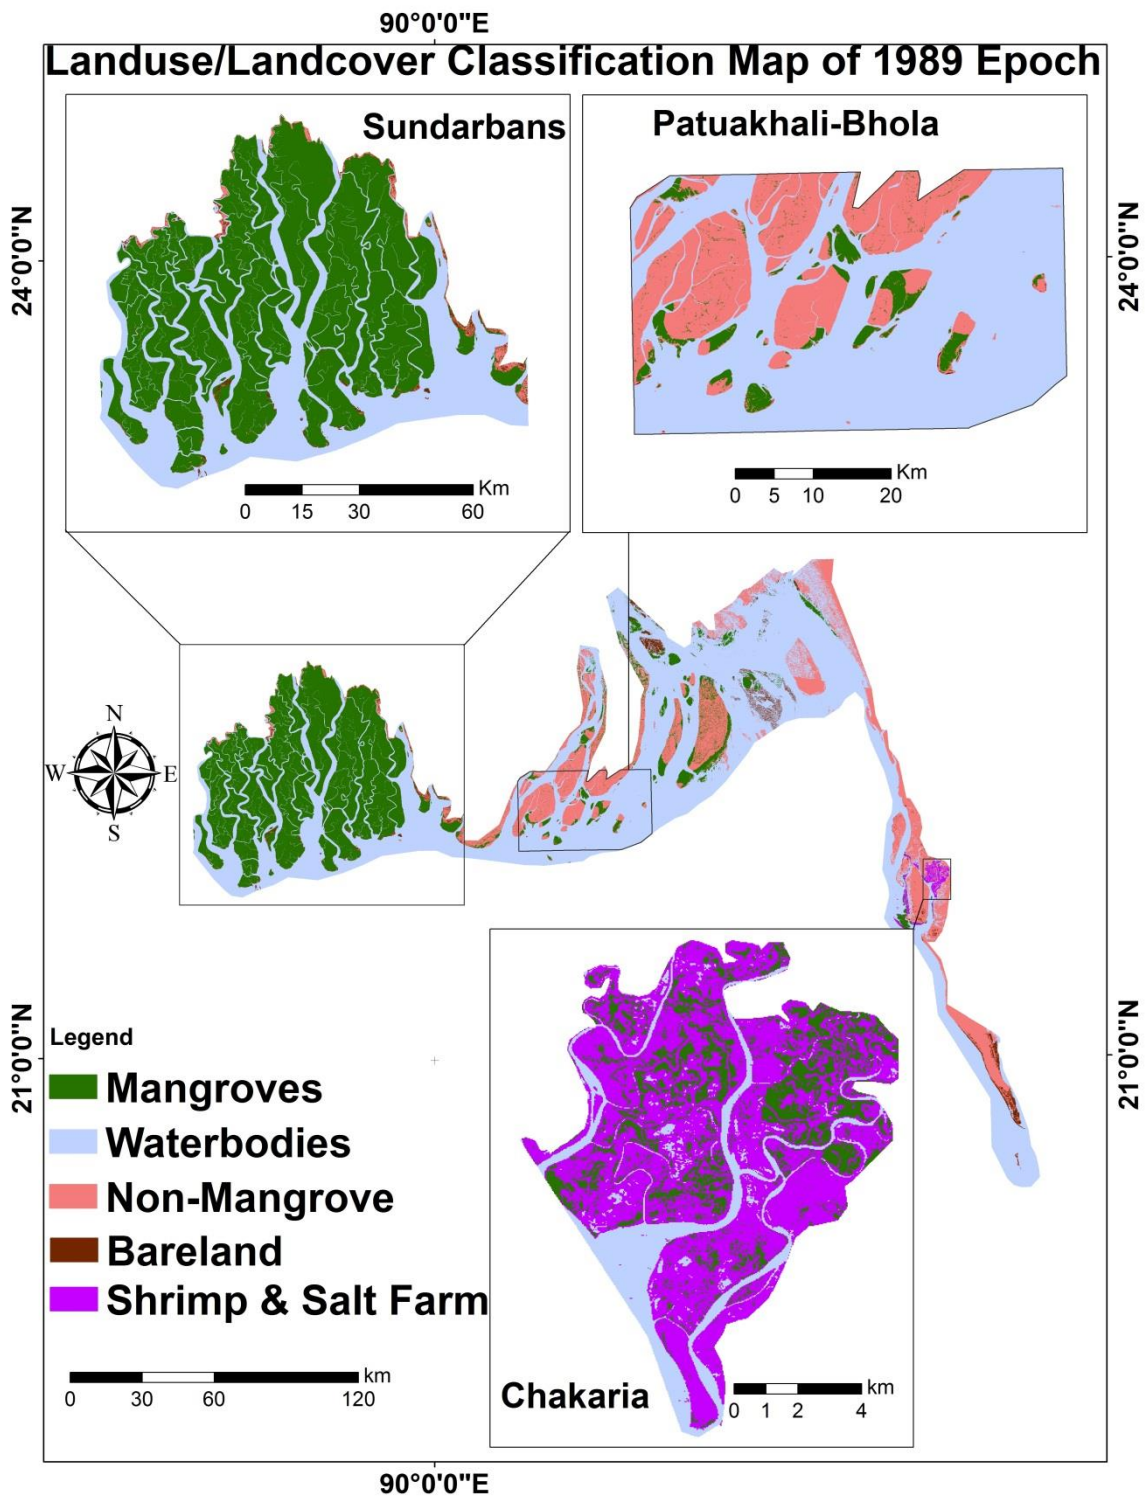 90°0'0"E
Landuse/Landcover Classification Map of 1989 Epoch
Sundarbans
Patuakhali-Bhola
24°0'0"N
24°0'0"N
Km
0 5 10 20
Km
0 15 30 60
N
W E
S
21°0'0"N
21°0'0"N
Legend
Mangroves
Waterbodies
Non-Mangrove
Bareland
Shrimp & Salt Farm
km
0 30 60 120
Chakaria
km
0 1 2 4
90°0'0"E